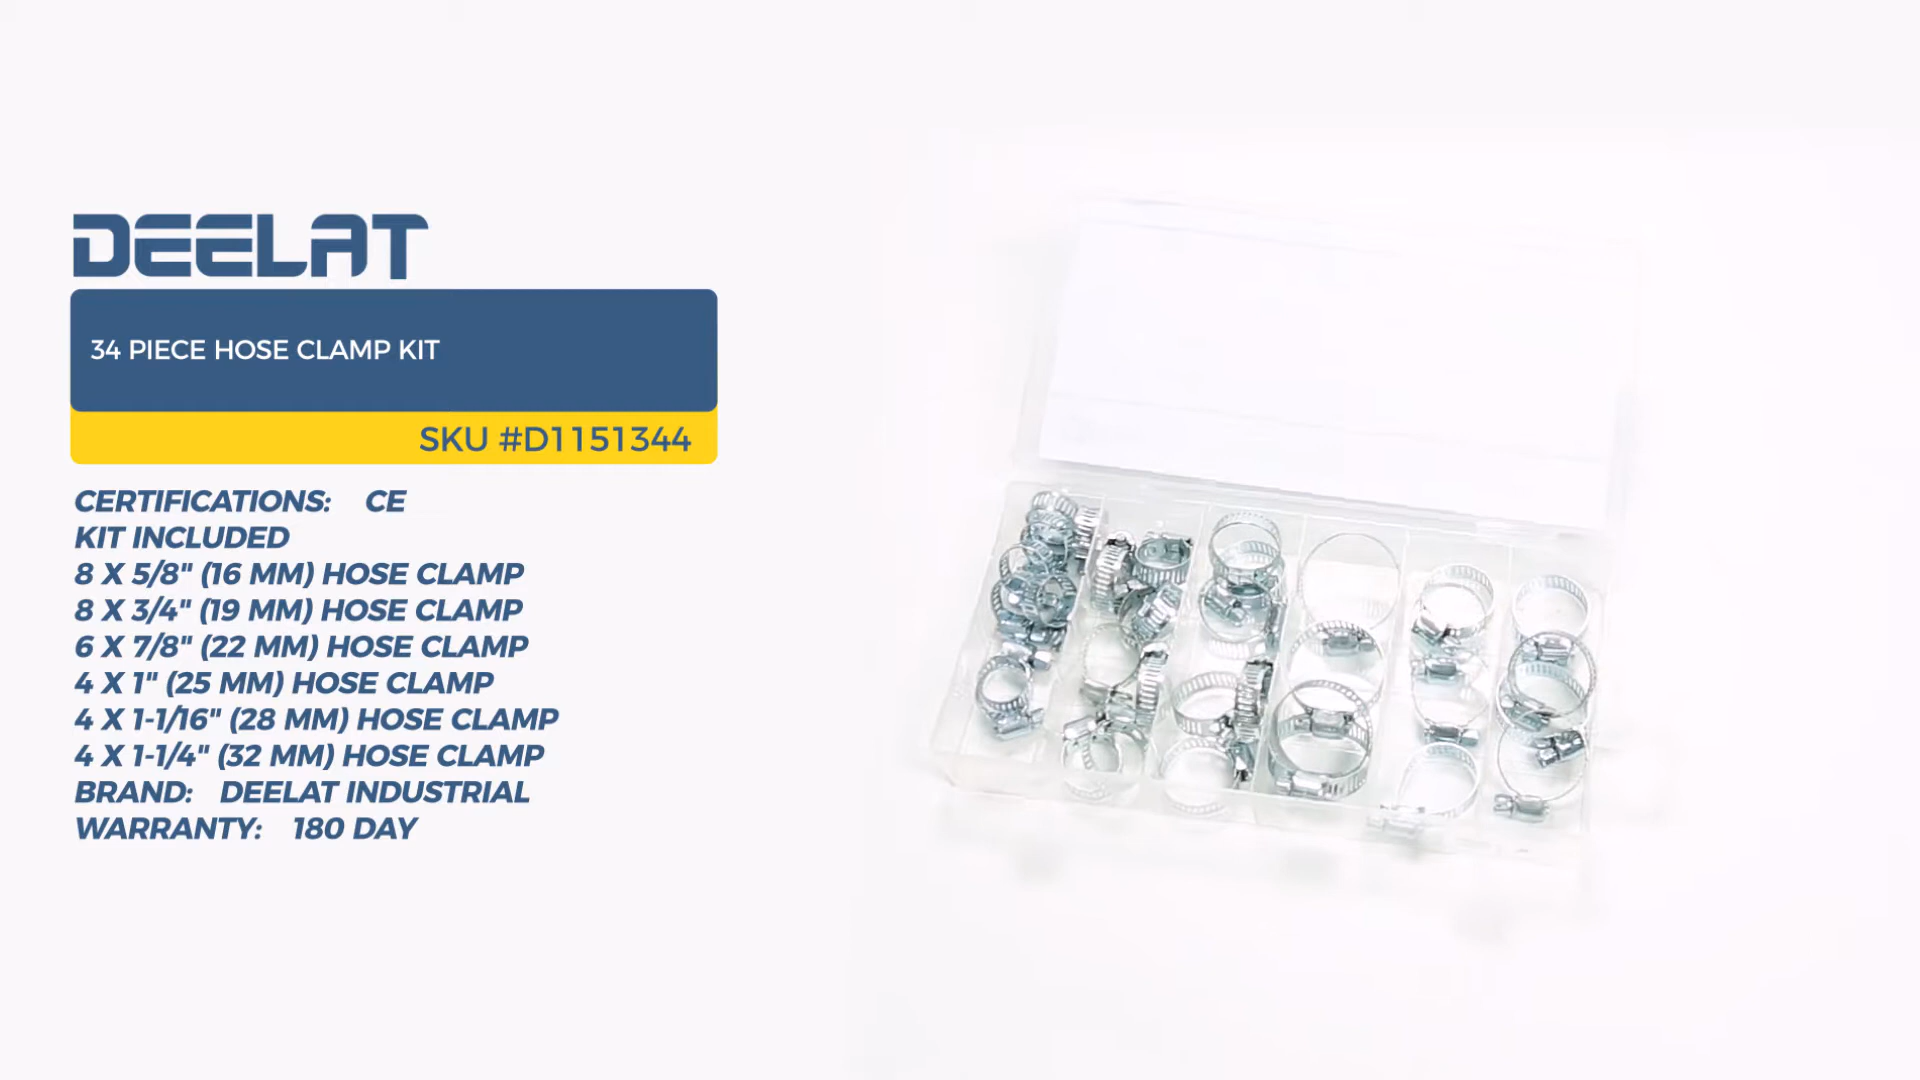 DEELAT
34 PIECE HOSE CLAMP KIT
SKU #D1151344
CERTIFICATIONS: CE
KIT INCLUDED
8 X 5/8" (16 MM) HOSE CLAMP
8 X 3/4" (19 MM) HOSE CLAMP
6 X 7/8" (22 MM) HOSE CLAMP
4 X 1" (25 MM) HOSE CLAMP
4 X 1-1/16" (28 MM) HOSE CLAMP
4 X 1-1/4" (32 MM) HOSE CLAMP
BRAND: DEELAT INDUSTRIAL
WARRANTY: 180 DAY